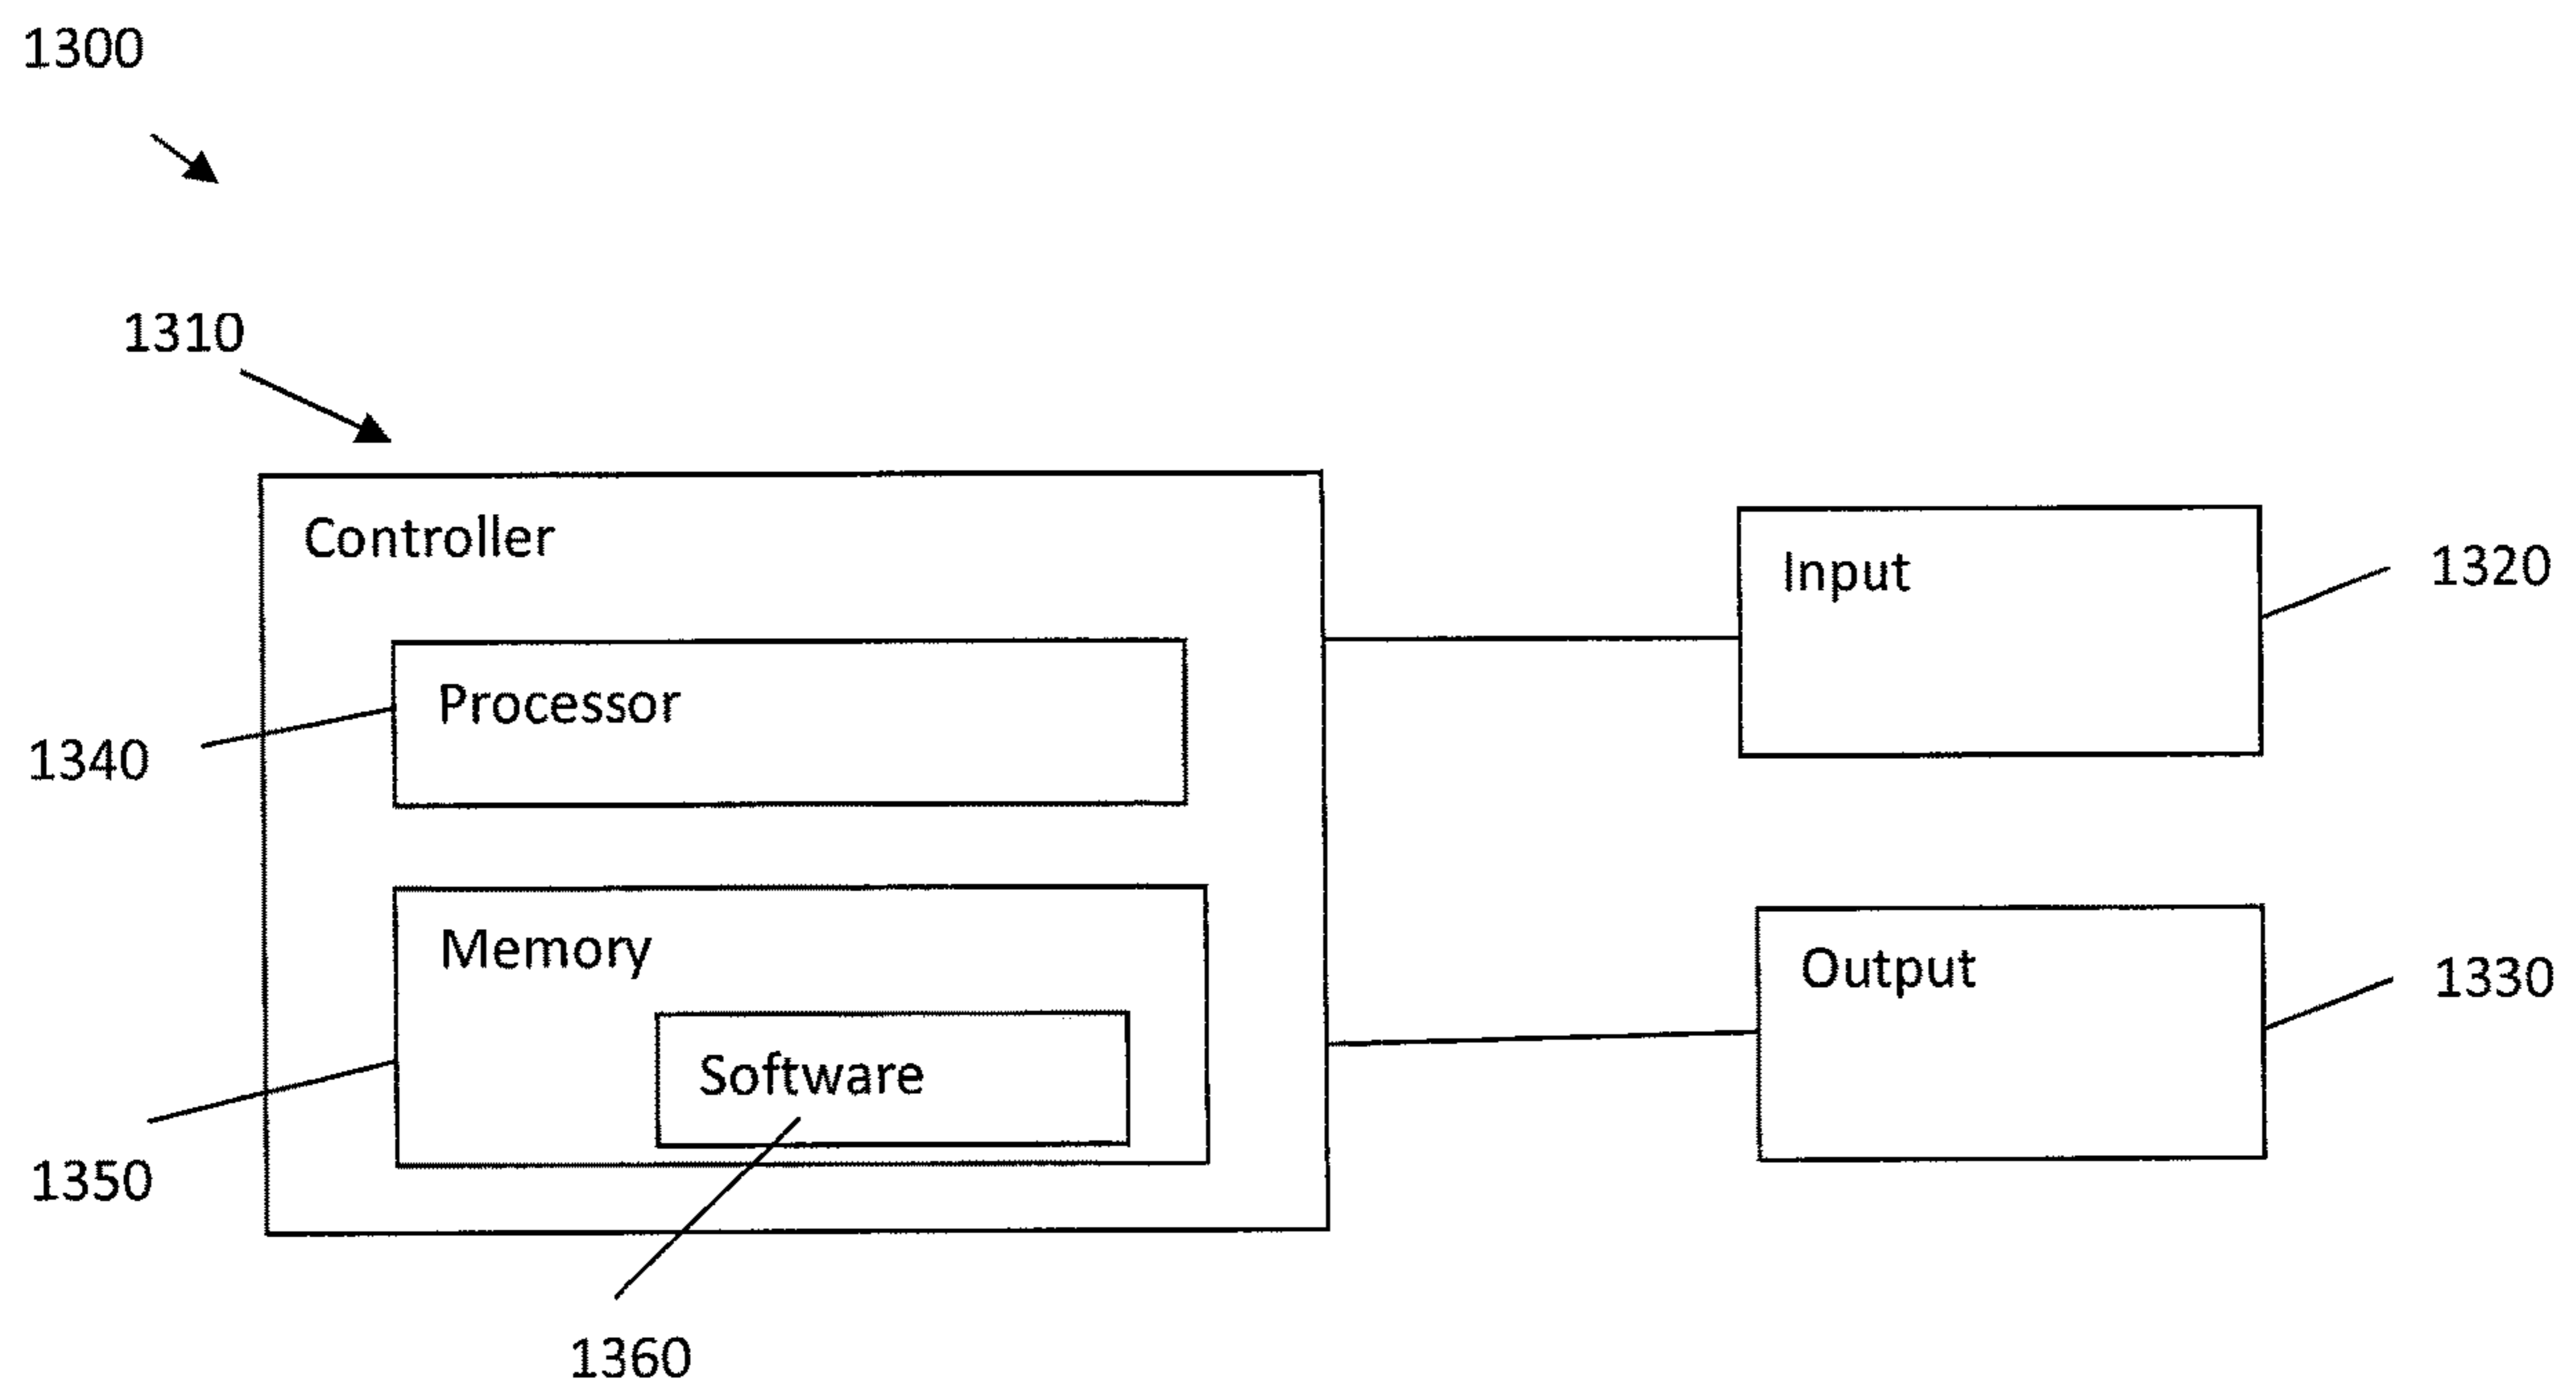 1300
1310
Controller
Input
1320
Processor
1340
Memory
Output
1330
Software
1350
1360